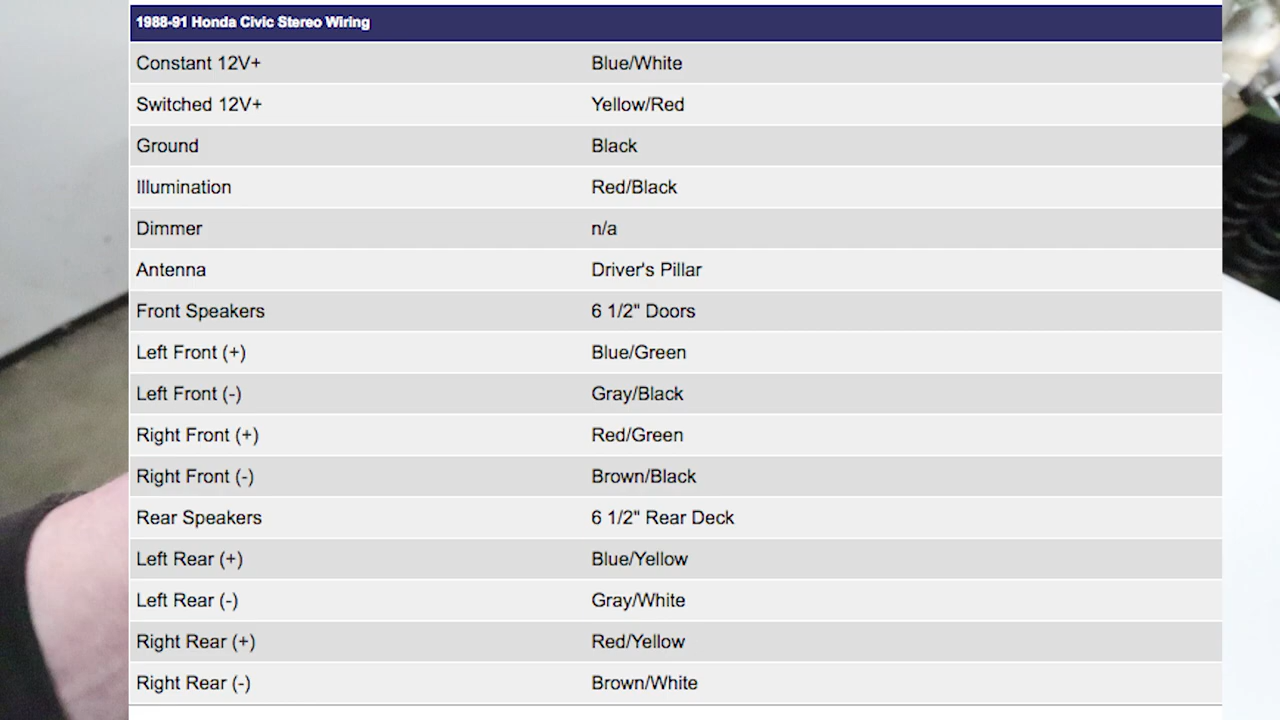 1988-91 Honda Civic Stereo Wiring
Constant 12V+ Blue/White
Switched 12V+ Yellow/Red
Ground Black
Illumination Red/Black
Dimmer n/a
Antenna Driver's Pillar
Front Speakers 6 1/2" Doors
Left Front (+) Blue/Green
Left Front (-) Gray/Black
Right Front (+) Red/Green
Right Front (-) Brown/Black
Rear Speakers 6 1/2" Rear Deck
Left Rear (+) Blue/Yellow
Left Rear (-) Gray/White
Right Rear (+) Red/Yellow
Right Rear (-) Brown/White